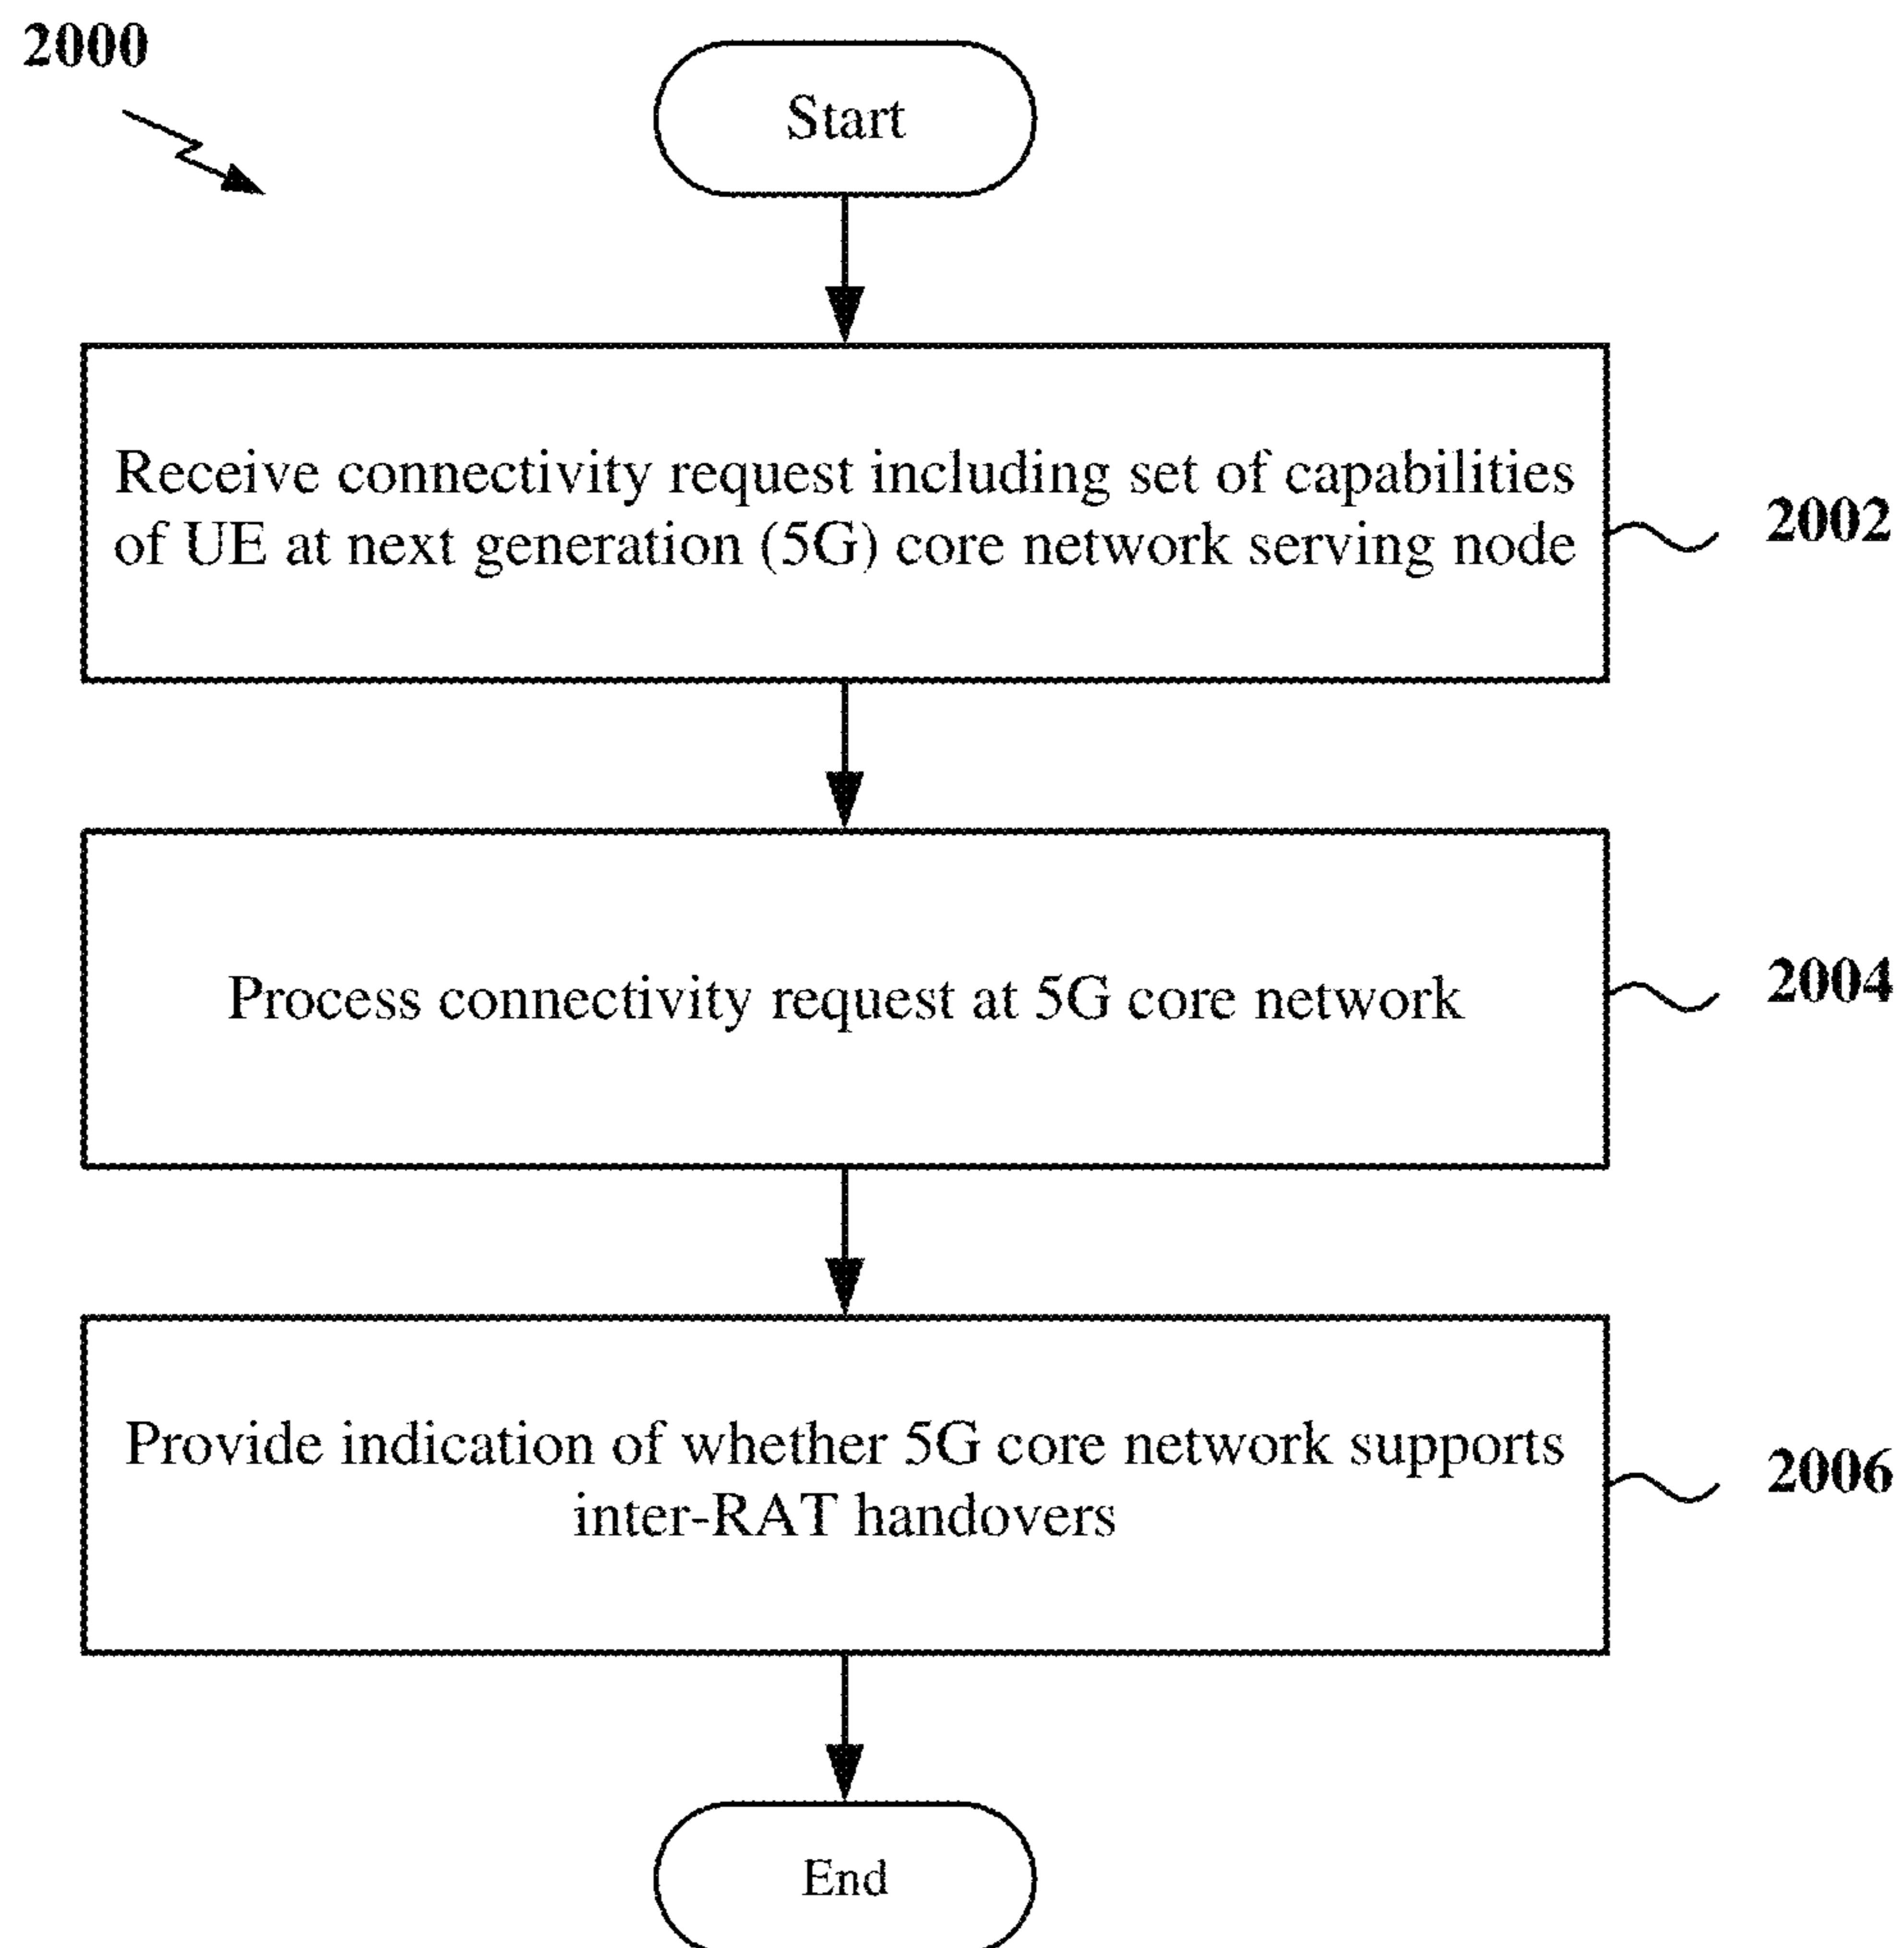 2000
Start
Receive connectivity request including set of capabilities
of UE at next generation (5G) core network serving node
2002
Process connectivity request at 5G core network
2004
Provide indication of whether 5G core network supports
inter-RAT handovers
2006
End